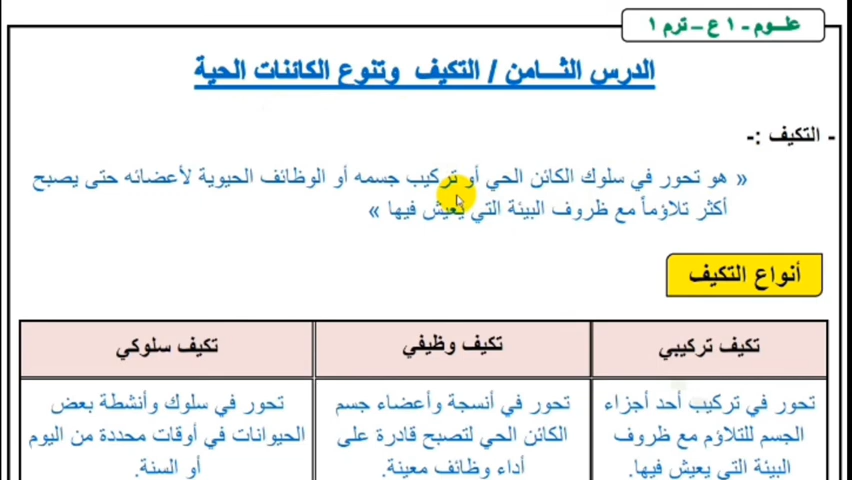 علـوم - ١ ع - ترم ١
الدرس الثـامن / التكيف وتنوع الكائنات الحية
- التكيف :-
« هو تحور في سلوك الكائن الحي أو تركيب جسمه أو الوظائف الحيوية لأعضائه حتى يصبح
أكثر تلاؤماً مع ظروف البيئة التي يعيش فيها »
أنواع التكيف
تكيف تركيبي
تكيف وظيفي
تكيف سلوكي
تحور في تركيب أحد أجزاء
الجسم للتلاؤم مع ظروف
البيئة التي يعيش فيها.
تحور في أنسجة وأعضاء جسم
الكائن الحي لتصبح قادرة على
أداء وظائف معينة.
تحور في سلوك وأنشطة بعض
الحيوانات في أوقات محددة من اليوم
أو السنة.